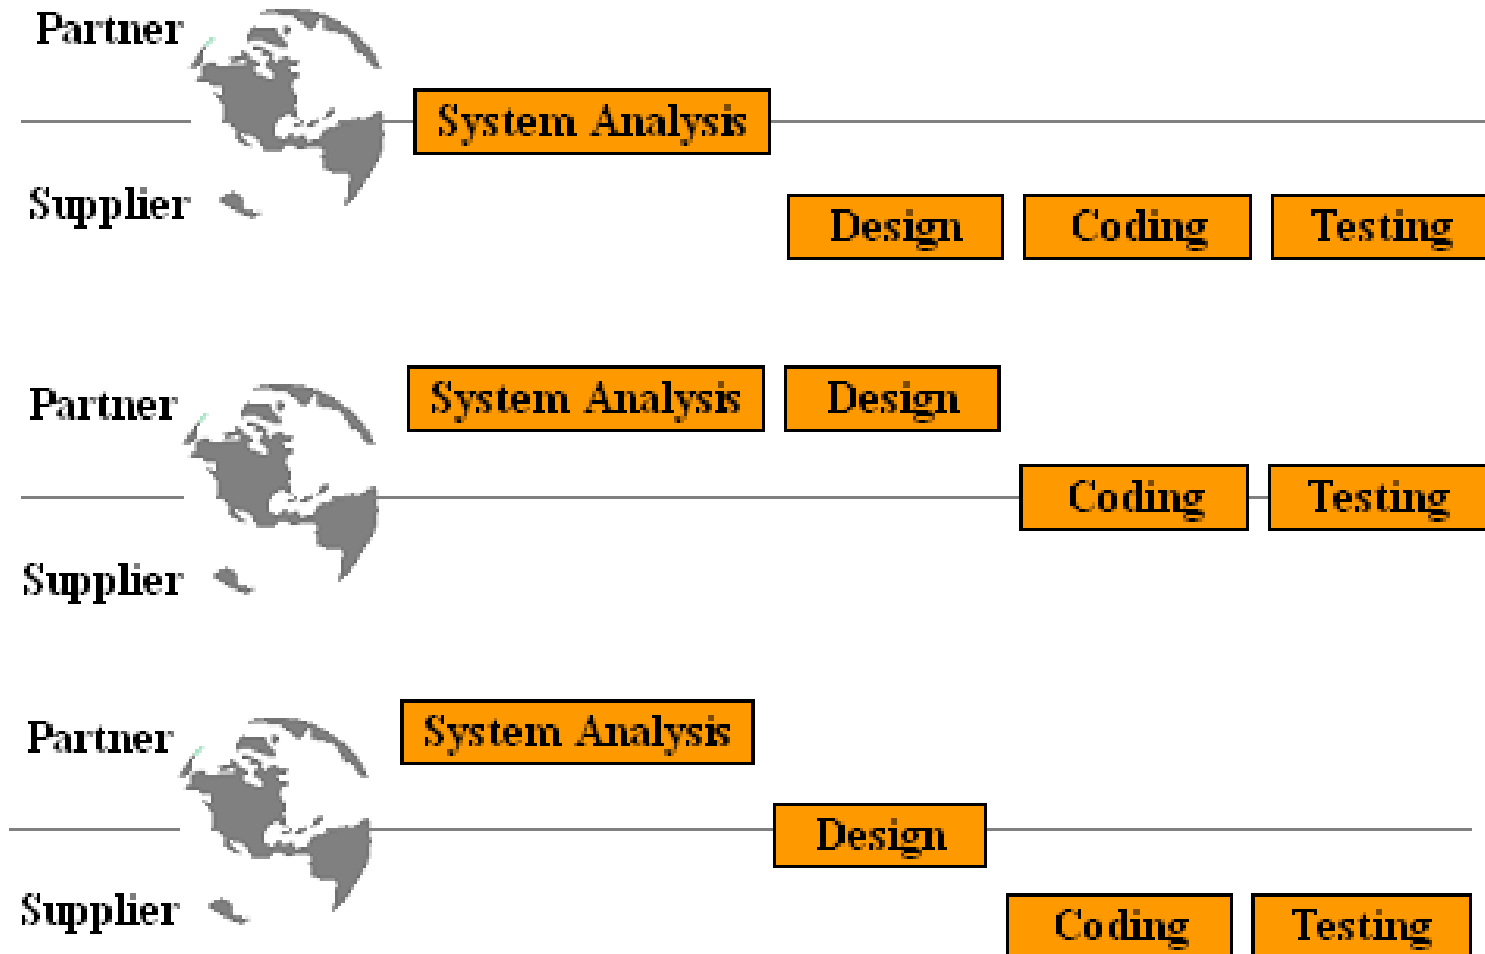 Partner
System Analysis
Supplier
Design Coding Testing
Partner
System Analysis Design
Coding Testing
Supplier
Partner
System Analysis
Design
Supplier
Coding Testing